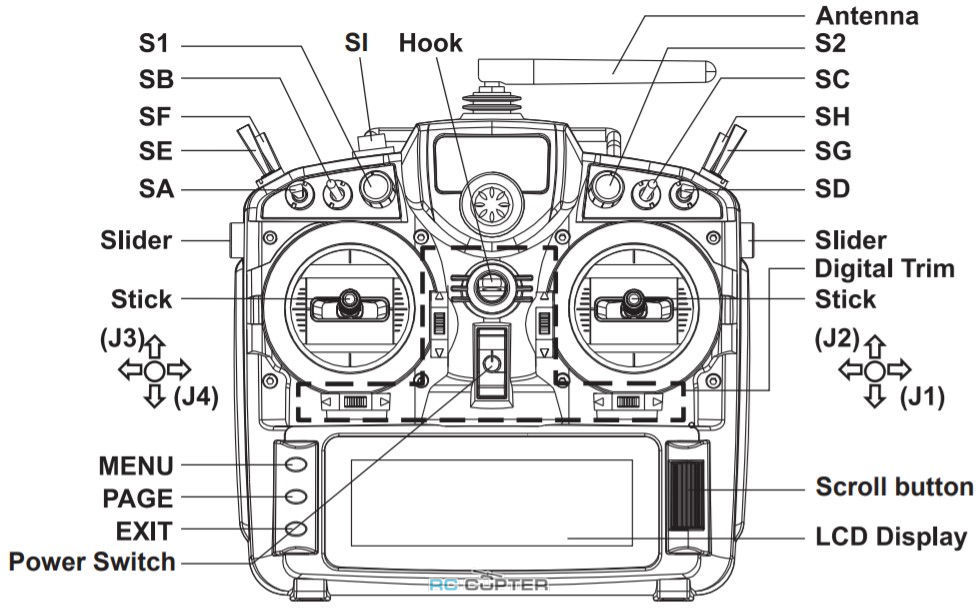 Antenna
S1
SI
Hook
S2
SB
SC
SF
SH
SE
SG
SA
SD
Slider
Slider
Digital Trim
Stick
Stick
(J3)
(J2)
(J4)
(J1)
MENU
PAGE
EXIT
Power Switch
Scroll button
LCD Display
RC-COPTER